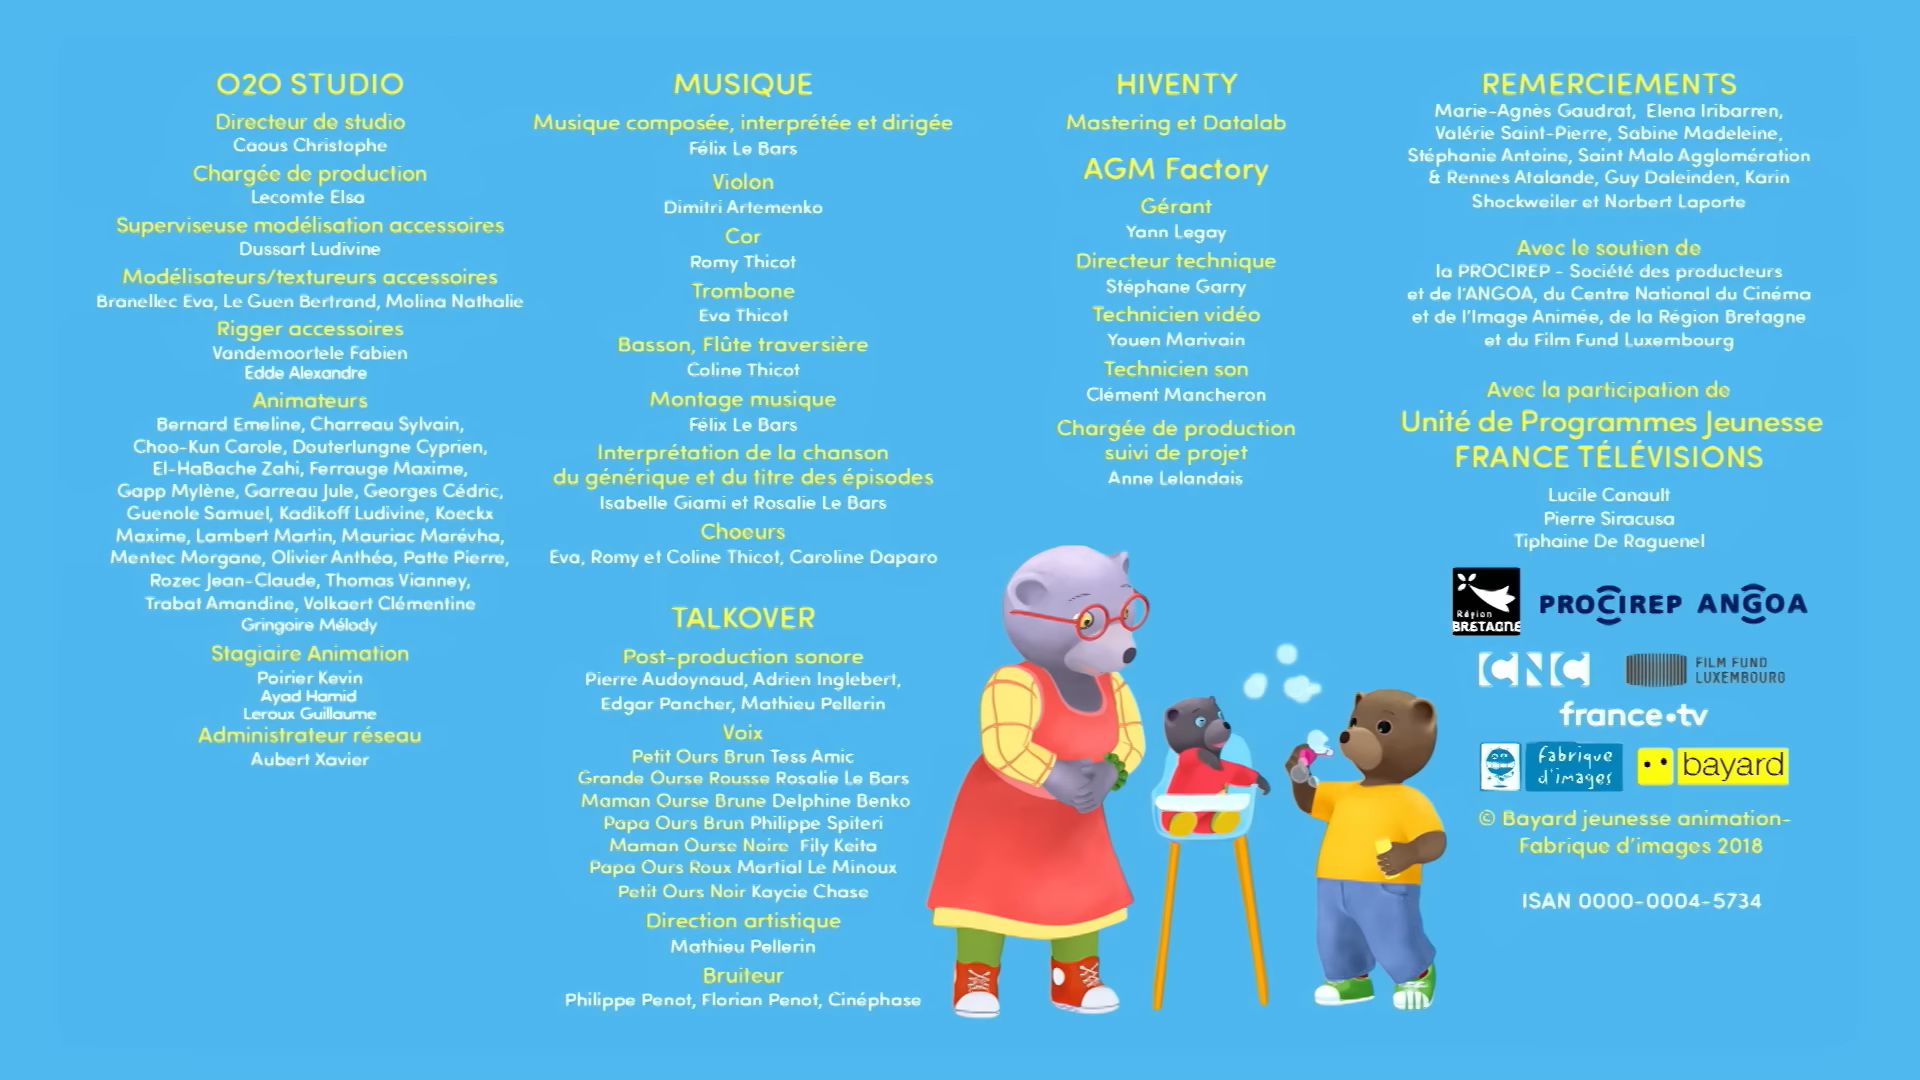 O2O STUDIO
Directeur de studio
Caous Christophe
Chargée de production
Lecomte Elsa
Superviseuse modélisation accessoires
Dussart Ludivine
Modélisateurs/textureurs accessoires
Branellec Eva, Le Guen Bertrand, Molina Nathalie
Rigger accessoires
Vandemoortele Fabien
Edde Alexandre
Animateurs
Bernard Emeline, Charreau Sylvain,
Choo-Kun Carole, Douterlungne Cyprien,
El-HaBache Zahi, Ferrauge Maxime,
Gapp Mylène, Garreau Jule, Georges Cédric,
Guenole Samuel, Kadikoff Ludivine, Koeckx
Maxime, Lambert Martin, Mauriac Marévha,
Mentec Morgane, Olivier Anthéa, Patte Pierre,
Rozec Jean-Claude, Thomas Vianney,
Trabat Amandine, Volkaert Clémentine
Gringoire Mélody
Stagiaire Animation
Poirier Kevin
Ayad Hamid
Leroux Guillaume
Administrateur réseau
Aubert Xavier
MUSIQUE
Musique composée, interprétée et dirigée
Félix Le Bars
Violon
Dimitri Artemenko
Cor
Romy Thicot
Trombone
Eva Thicot
Basson, Flûte traversière
Coline Thicot
Montage musique
Félix Le Bars
Interprétation de la chanson
du générique et du titre des épisodes
Isabelle Giami et Rosalie Le Bars
Choeurs
Eva, Romy et Coline Thicot, Caroline Daparo
TALKOVER
Post-production sonore
Pierre Audoynaud, Adrien Inglebert,
Edgar Pancher, Mathieu Pellerin
Voix
Petit Ours Brun Tess Amic
Grande Ourse Rousse Rosalie Le Bars
Maman Ourse Brune Delphine Benko
Papa Ours Brun Philippe Spiteri
Maman Ourse Noire Fily Keita
Papa Ours Roux Martial Le Minoux
Petit Ours Noir Kaycie Chase
Direction artistique
Mathieu Pellerin
Bruiteur
Philippe Penot, Florian Penot, Cinéphase
HIVENTY
Mastering et Datalab
AGM Factory
Gérant
Yann Legay
Directeur technique
Stéphane Garry
Technicien vidéo
Youen Marivain
Technicien son
Clément Mancheron
Chargée de production
suivi de projet
Anne Lelandais
REMERCIEMENTS
Marie-Agnès Gaudrat, Elena Iribarren,
Valérie Saint-Pierre, Sabine Madeleine,
Stéphanie Antoine, Saint Malo Agglomération
& Rennes Atalande, Guy Daleinden, Karin
Shockweiler et Norbert Laporte
Avec le soutien de
la PROCIREP - Société des producteurs
et de l'ANGOA, du Centre National du Cinéma
et de l'Image Animée, de la Région Bretagne
et du Film Fund Luxembourg
Avec la participation de
Unité de Programmes Jeunesse
FRANCE TÉLÉVISIONS
Lucile Canault
Pierre Siracusa
Tiphaine De Raguenel
Région
BRETAGNE
PROCIREP ANGOA
CNC
FILM FUND
LUXEMBOURG
france•tv
fabrique
d'images
bayard
© Bayard jeunesse animation-
Fabrique d'images 2018
ISAN 0000-0004-5734